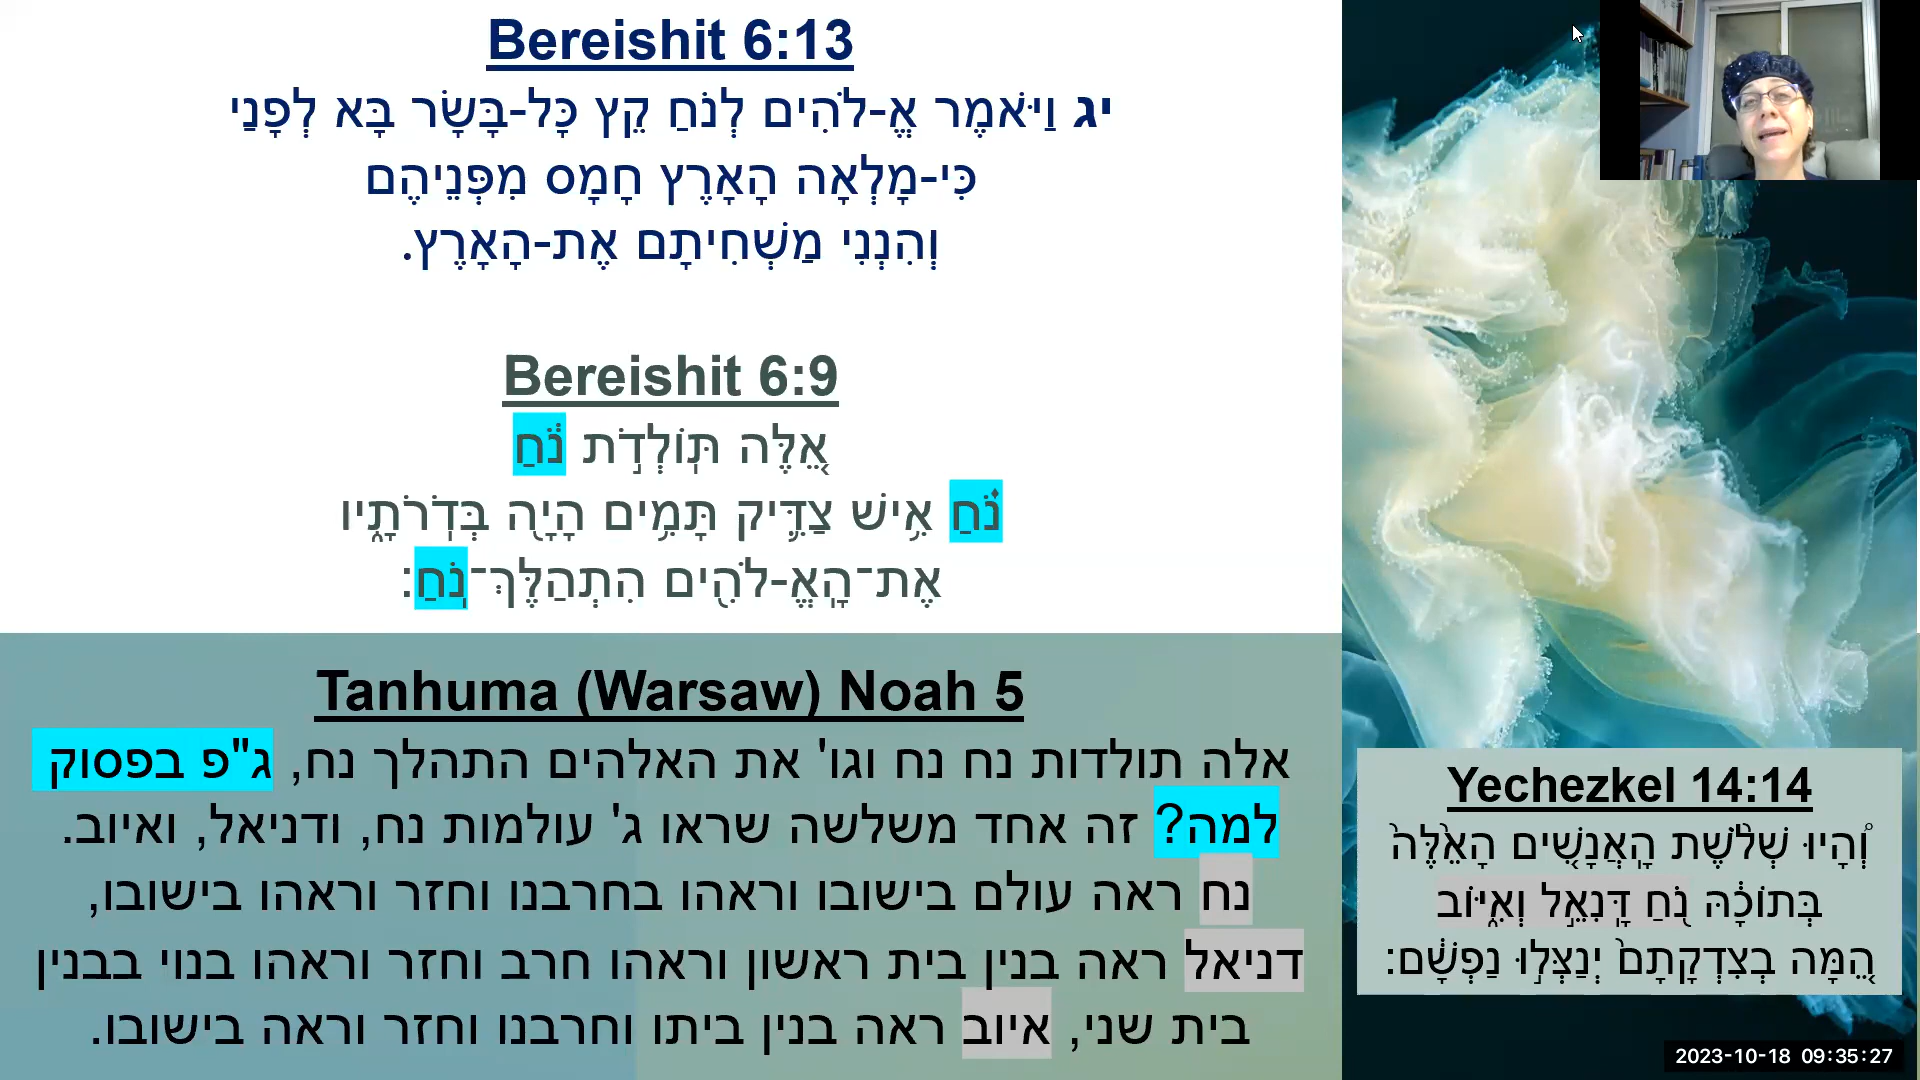 Bereishit 6:13
יג וַיֹּאמֶר אֱ-לֹהִים לְנֹחַ קֵץ כָּל-בָּשָׂר בָּא לְפָנַי
כִּי-מָלְאָה הָאָרֶץ חָמָס מִפְּנֵיהֶם
וְהִנְנִי מַשְׁחִיתָם אֶת-הָאָרֶץ.
Bereishit 6:9
אֵ֚לֶּה תּֽוֹלְדֹ֣ת נֹ֔חַ
נֹ֗חַ אִ֥ישׁ צַדִּ֛יק תָּמִ֥ים הָיָ֖ה בְּדֹֽרֹתָ֑יו
אֶת־הָֽאֱ-לֹהִ֖ים הִתְהַלֶּךְ־נֹֽחַ׃
Tanhuma (Warsaw) Noah 5
אלה תולדות נח נח וגו' את האלהים התהלך נח, ג"פ בפסוק
למה? זה אחד משלשה שראו ג' עולמות נח, ודניאל, ואיוב.
נח ראה עולם בישובו וראהו בחרבנו וחזר וראהו בישובו,
דניאל ראה בנין בית ראשון וראהו חרב וחזר וראהו בנוי בבנין
בית שני, איוב ראה בנין ביתו וחרבנו וחזר וראה בישובו.
Yechezkel 14:14
וְ֠הָיוּ שְׁלֹ֨שֶׁת הָאֲנָשִׁ֤ים הָאֵ֙לֶּה֙
בְּתוֹכָ֔הּ נֹ֖חַ דָּנִאֵ֣ל וְאִיּ֑וֹב
הֵ֤מָּה בְצִדְקָתָם֙ יְנַצְּל֣וּ נַפְשָׁ֔ם׃
2023-10-18 09:35:27